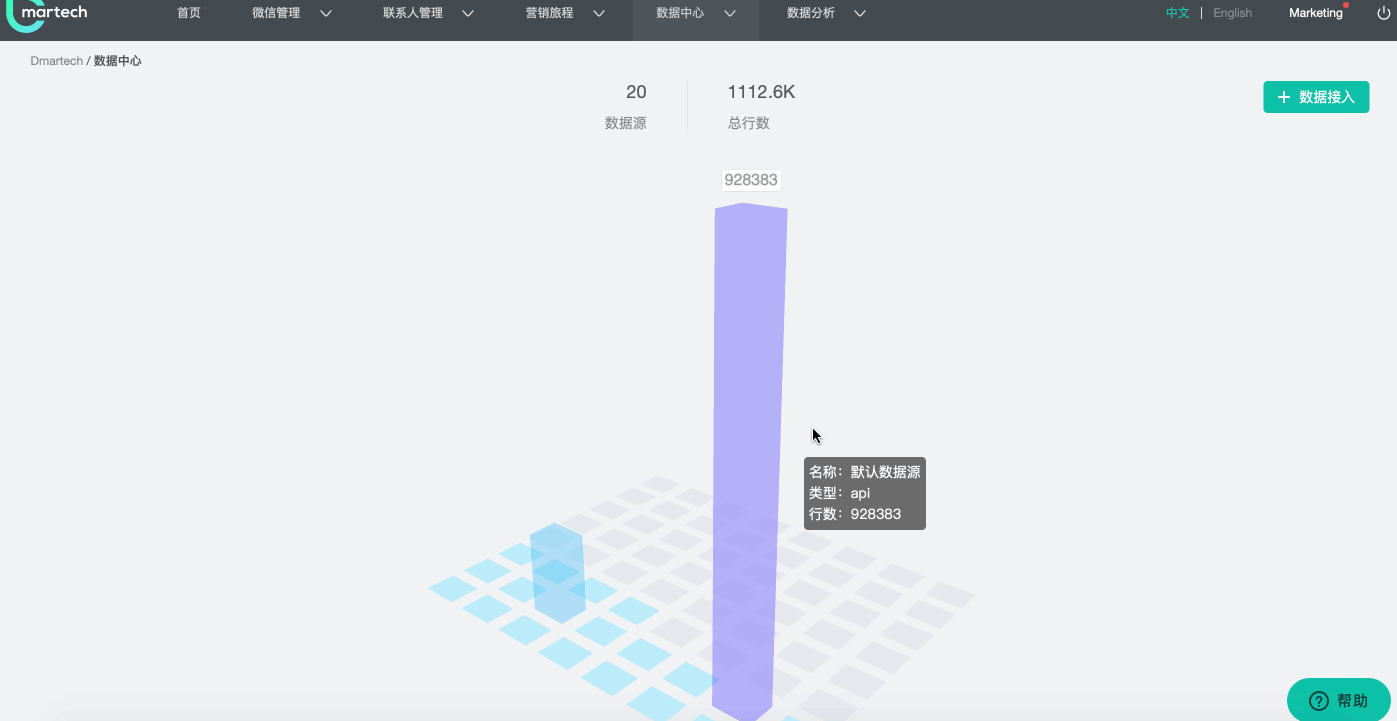 martech
首页
微信管理
联系人管理
营销旅程
数据中心
数据分析
中文 | English
Marketing
Dmartech / 数据中心
20
数据源
1112.6K
总行数
+ 数据接入
928383
名称：默认数据源
类型：api
行数：928383
? 帮助